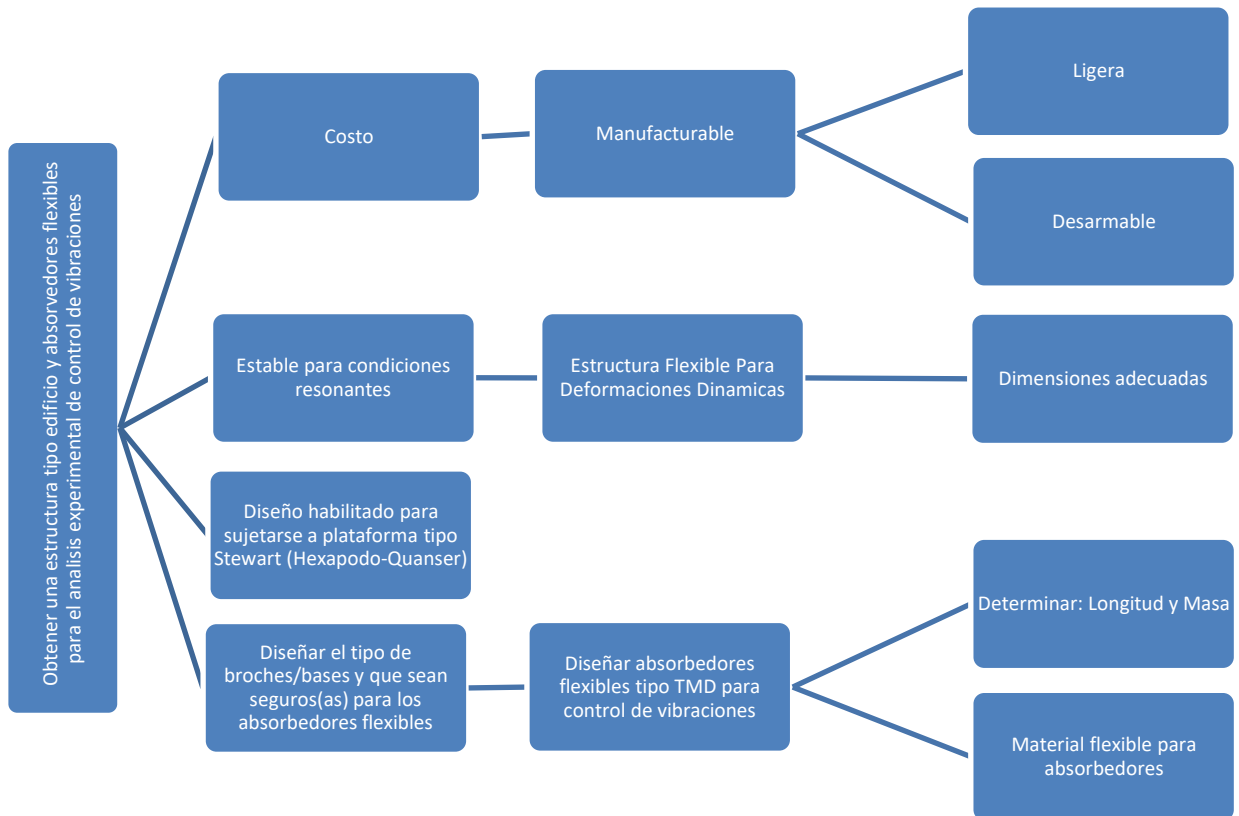 Obtener una estructura tipo edificio y absorvedores flexibles
para el analisis experimental de control de vibraciones
Costo
Manufacturable
Ligera
Desarmable
Estable para condiciones
resonantes
Estructura Flexible Para
Deformaciones Dinamicas
Dimensiones adecuadas
Diseño habilitado para
sujetarse a plataforma tipo
Stewart (Hexapodo-Quanser)
Diseñar el tipo de
broches/bases y que sean
seguros(as) para los
absorbedores flexibles
Diseñar absorbedores
flexibles tipo TMD para
control de vibraciones
Determinar: Longitud y Masa
Material flexible para
absorbedores